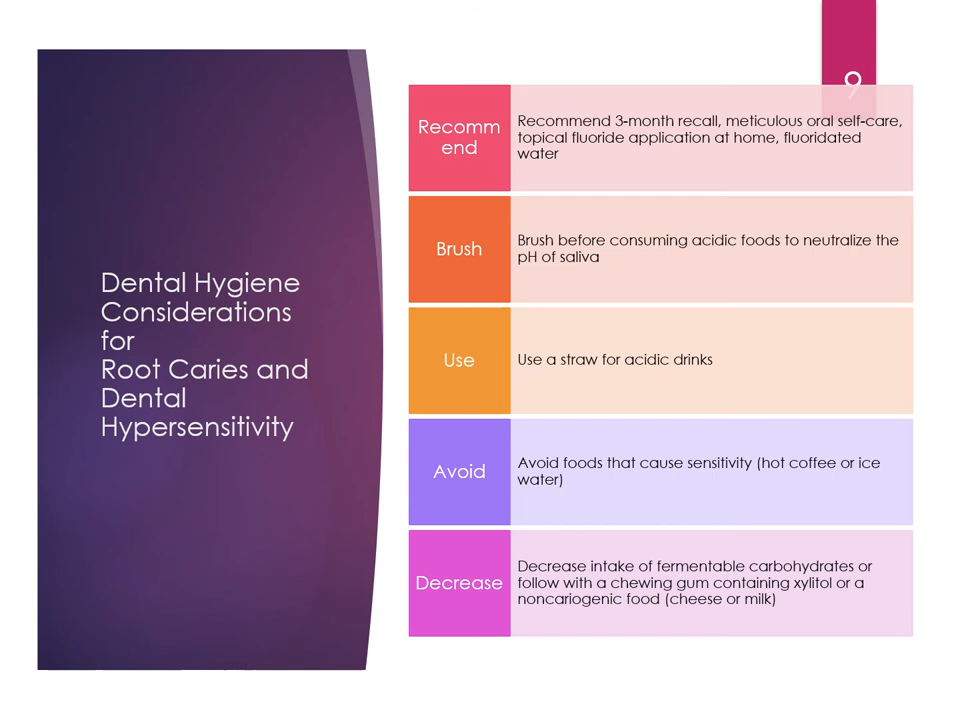 9
Dental Hygiene
Considerations
for
Root Caries and
Dental
Hypersensitivity
Recomm
end
Recommend 3-month recall, meticulous oral self-care,
topical fluoride application at home, fluoridated
water
Brush
Brush before consuming acidic foods to neutralize the
pH of saliva
Use
Use a straw for acidic drinks
Avoid
Avoid foods that cause sensitivity (hot coffee or ice
water)
Decrease
Decrease intake of fermentable carbohydrates or
follow with a chewing gum containing xylitol or a
noncariogenic food (cheese or milk)